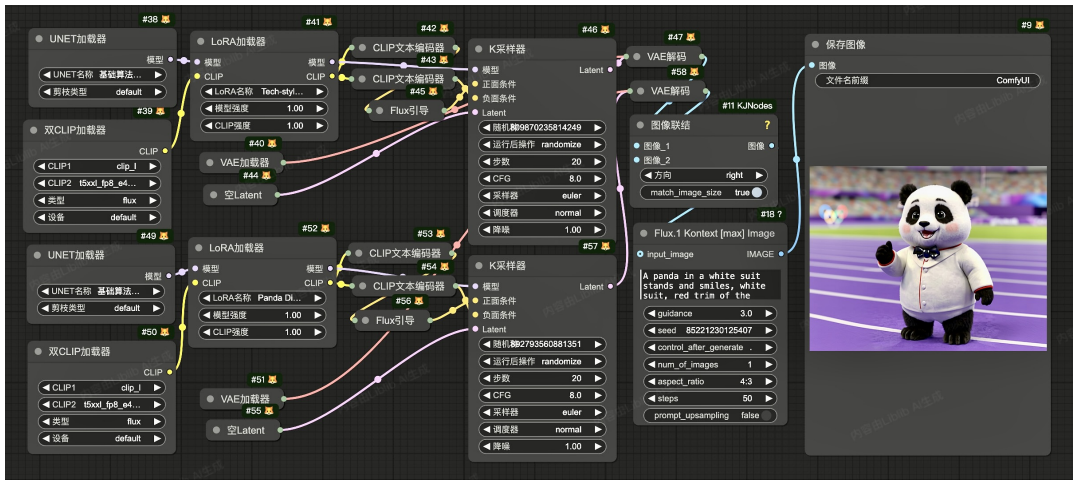 #38
UNET加载器
模型
UNET名称 基础算法...
剪枝类型 default
#39
双CLIP加载器
CLIP
CLIP1 clip_l
CLIP2 t5xxl_fp8_e4...
类型 flux
设备 default
#41
LoRA加载器
模型 模型
CLIP CLIP
LoRA名称 Tech-styl...
模型强度 1.00
CLIP强度 1.00
#40
VAE加载器
#44
空Latent
#42
CLIP文本编码器
#43
CLIP文本编码器
#45
Flux引导
#46
K采样器
模型 Latent
正面条件
负面条件
Latent
09870235814249
运行后操作 randomize
步数 20
CFG 8.0
采样器 euler
调度器 normal
降噪 1.00
#49
UNET加载器
模型
UNET名称 基础算法...
剪枝类型 default
#50
双CLIP加载器
CLIP
CLIP1 clip_l
CLIP2 t5xxl_fp8_e4...
类型 flux
设备 default
#52
LoRA加载器
模型 模型
CLIP CLIP
LoRA名称 Panda Di...
模型强度 1.00
CLIP强度 1.00
#51
VAE加载器
#55
空Latent
#53
CLIP文本编码器
#54
CLIP文本编码器
#56
Flux引导
#57
K采样器
模型 Latent
正面条件
负面条件
Latent
02793560881351
运行后操作 randomize
步数 20
CFG 8.0
采样器 euler
调度器 normal
降噪 1.00
#47
VAE解码
#58
VAE解码
#11 KJNodes
图像联结 ?
图像_1 图像
图像_2
方向 right
match_image_size true
#18 ?
Flux.1 Kontext [max] Image
input_image IMAGE
A panda in a white suit
stands and smiles, white
suit, red trim of the
guidance 3.0
seed 85221230125407
control_after_generate .
num_of_images 1
aspect_ratio 4:3
steps 50
prompt_upsampling false
#9
保存图像
图像
文件名前缀 ComfyUI